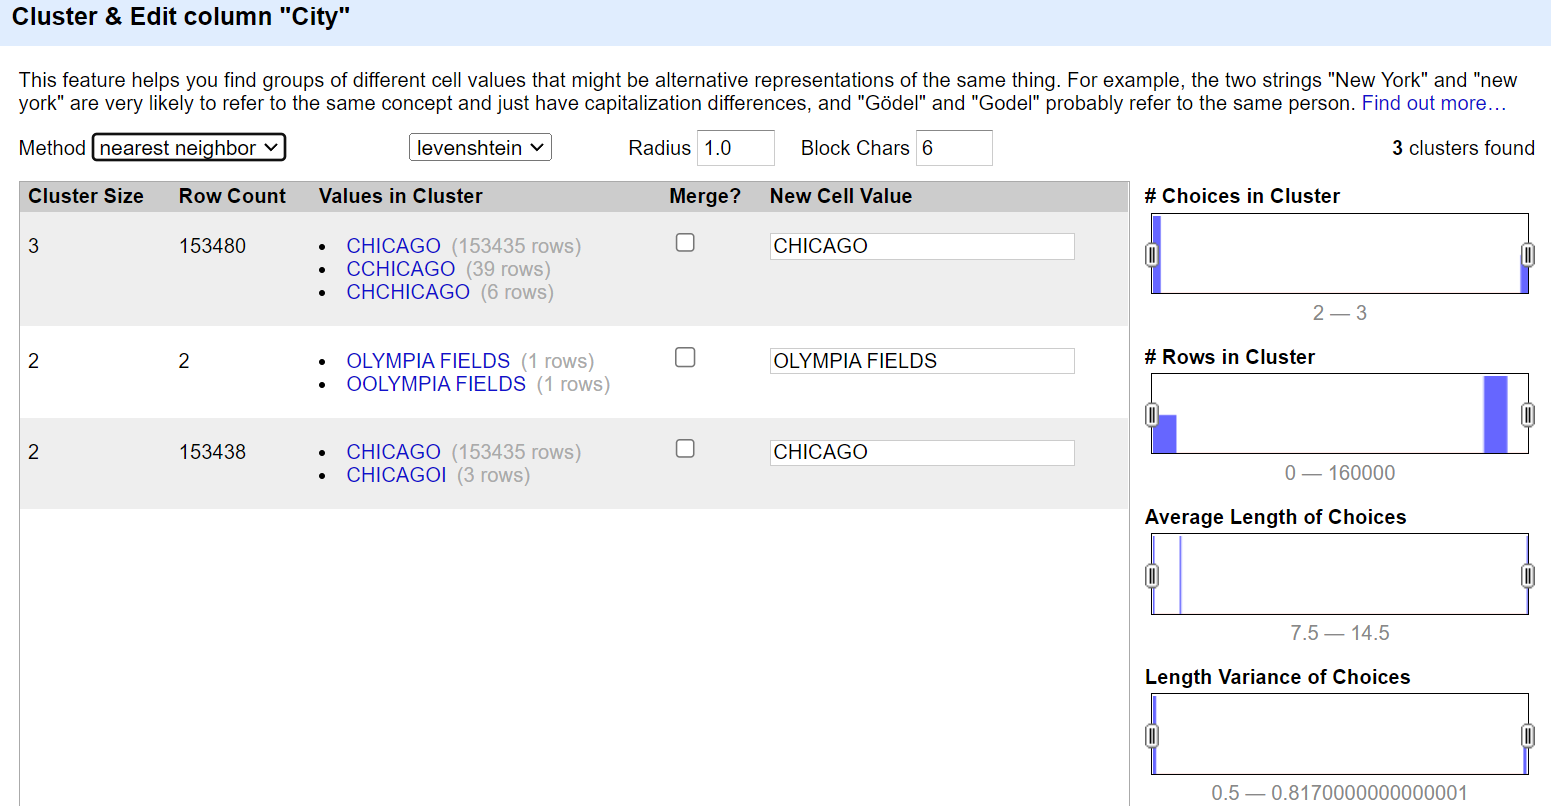 Cluster & Edit column "City"
This feature helps you find groups of different cell values that might be alternative representations of the same thing. For example, the two strings "New York" and "new
york" are very likely to refer to the same concept and just have capitalization differences, and "Gödel" and "Godel" probably refer to the same person. Find out more…
Method nearest neighbor levenshtein Radius 1.0 Block Chars 6 3 clusters found
Cluster Size Row Count Values in Cluster Merge? New Cell Value
3 153480 • CHICAGO (153435 rows) CHICAGO
• CCHICAGO (39 rows)
• CHCHICAGO (6 rows)
2 2 • OLYMPIA FIELDS (1 rows) OLYMPIA FIELDS
• OOLYMPIA FIELDS (1 rows)
2 153438 • CHICAGO (153435 rows) CHICAGO
• CHICAGOI (3 rows)
# Choices in Cluster
2 — 3
# Rows in Cluster
0 — 160000
Average Length of Choices
7.5 — 14.5
Length Variance of Choices
0.5 — 0.8170000000000001